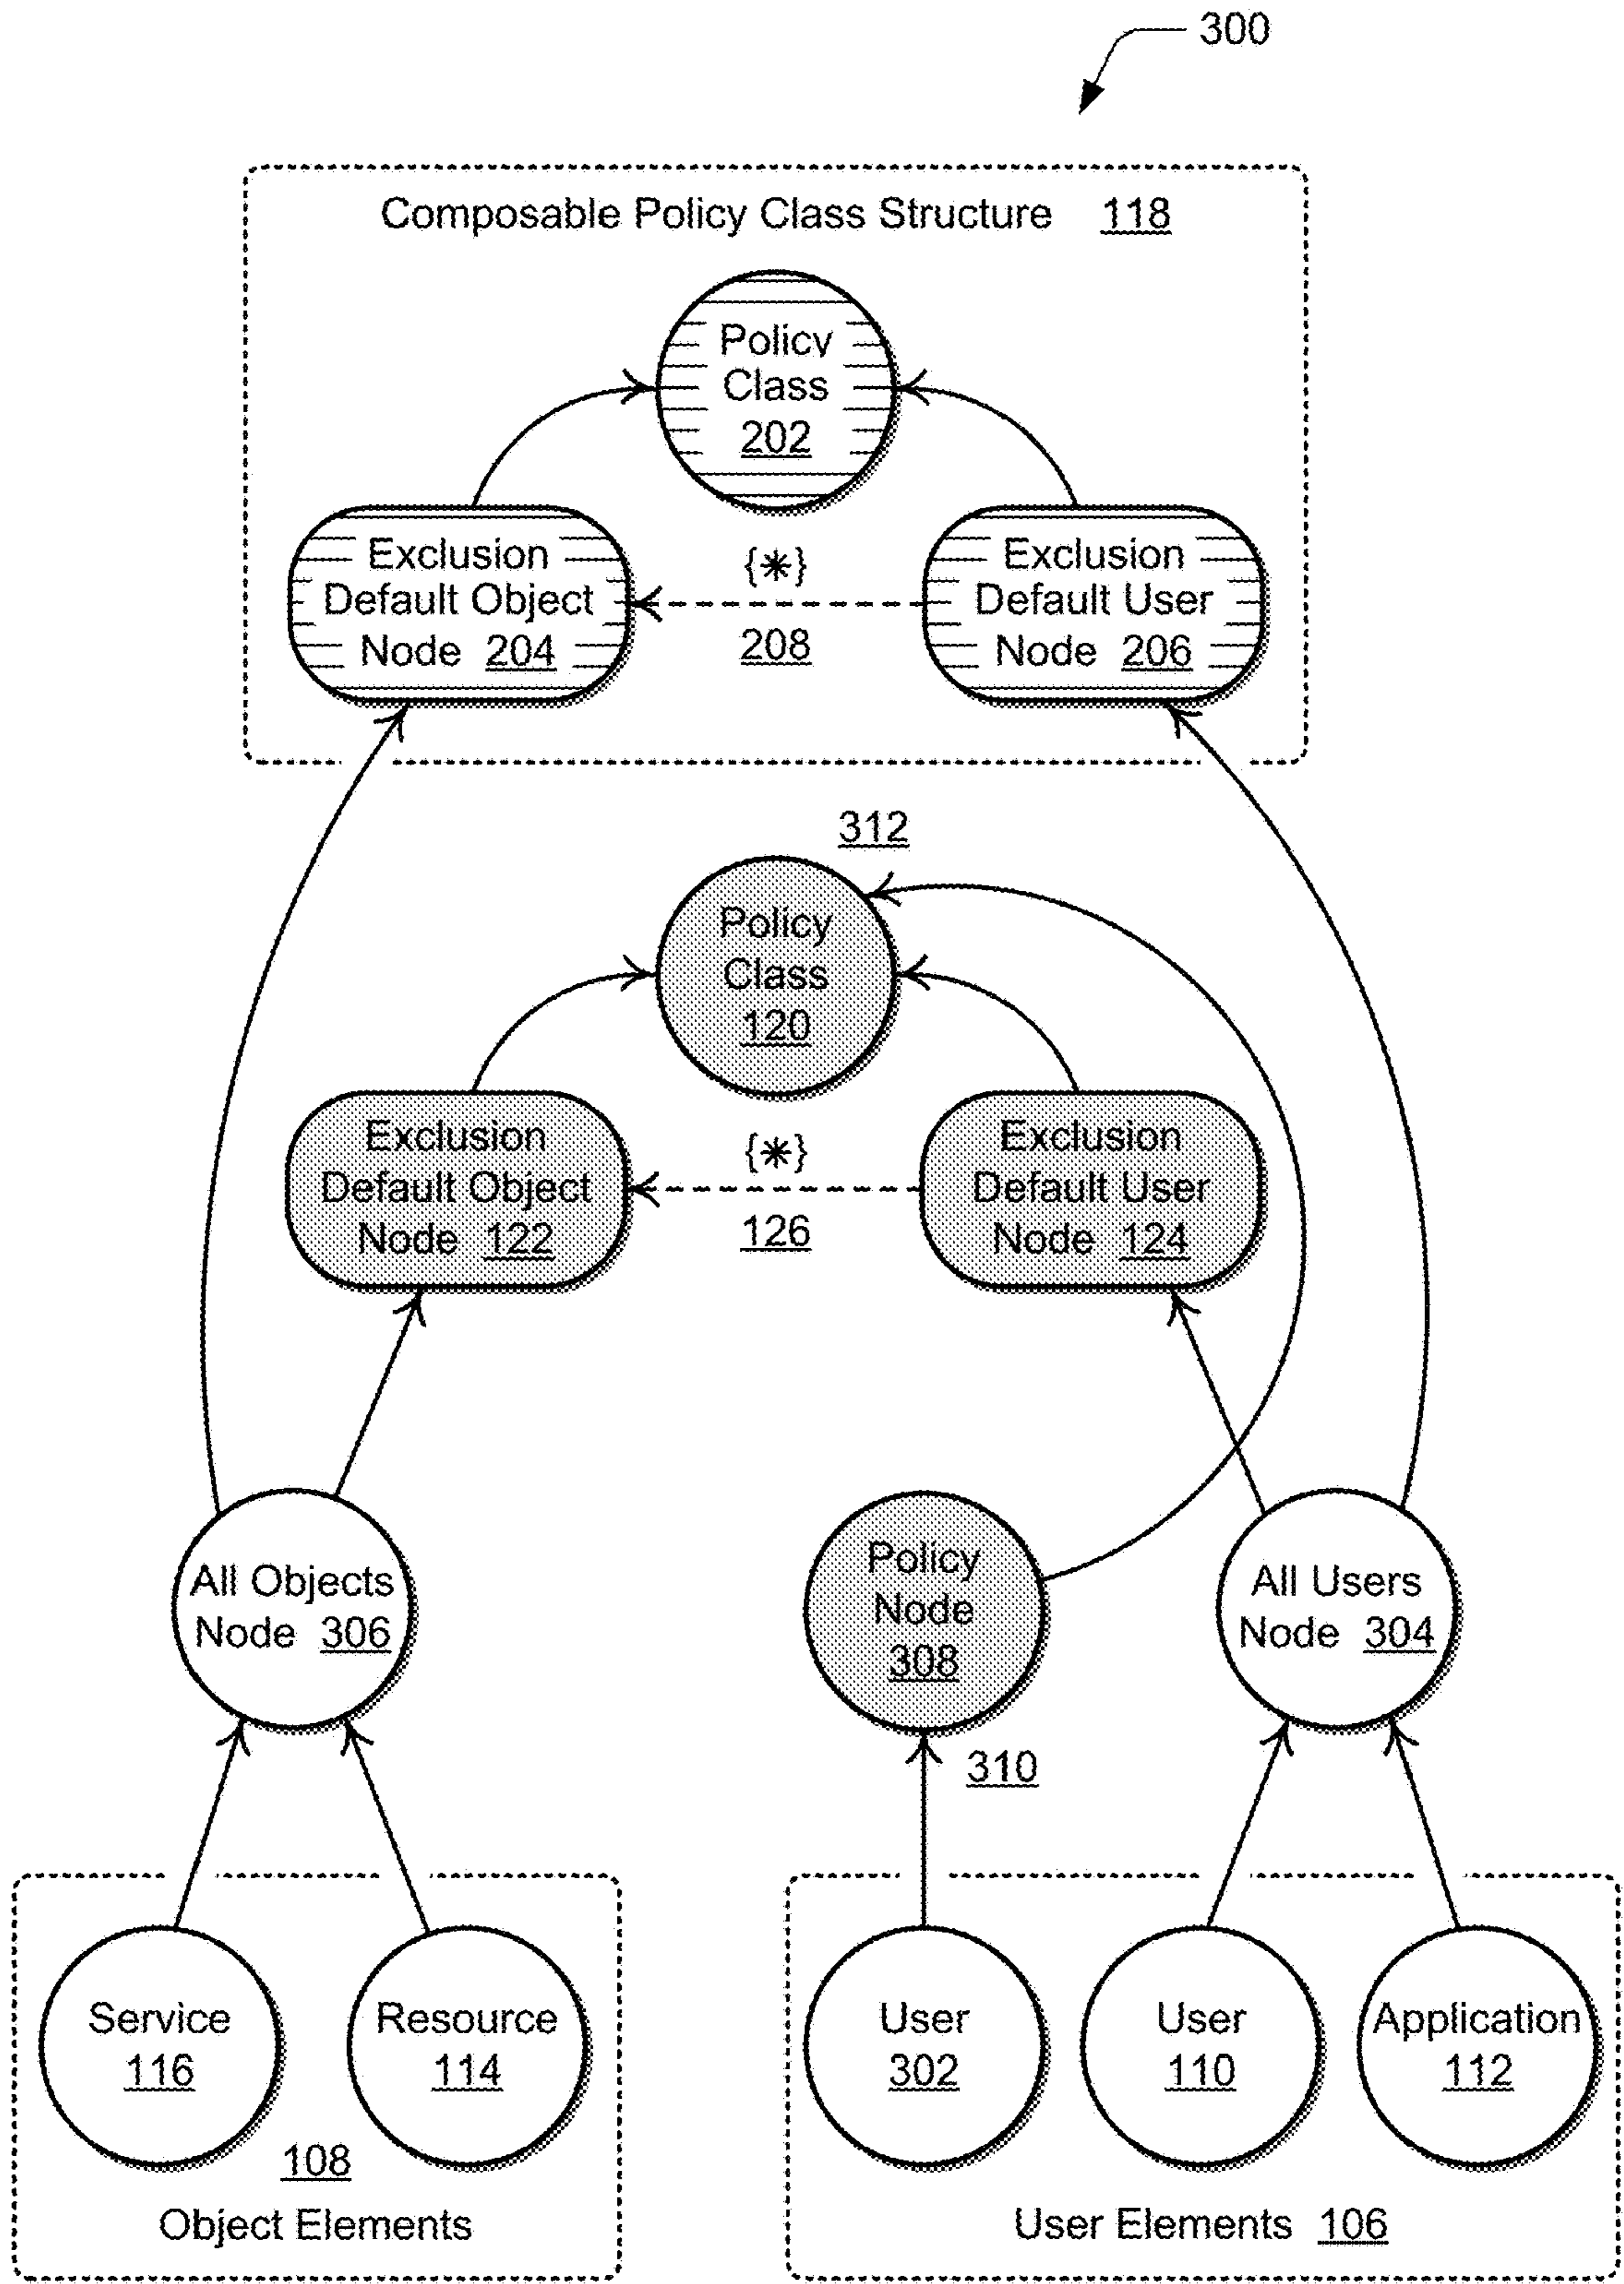 300
Composable Policy Class Structure 118
Policy
Class
202
Exclusion
Default Object
Node 204
{*}
208
Exclusion
Default User
Node 206
312
Policy
Class
120
Exclusion
Default Object
Node 122
{*}
126
Exclusion
Default User
Node 124
All Objects
Node 306
Policy
Node
308
All Users
Node 304
310
Service
116
Resource
114
User
302
User
110
Application
112
108
Object Elements
User Elements 106